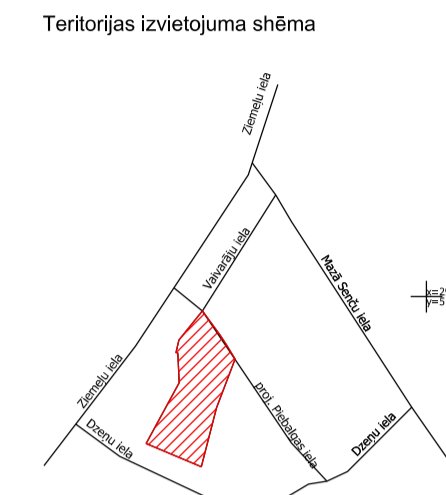 Teritorijas izvietojuma shēma
Ziemeļu iela
Vaivarāju iela
Mazā Senču iela
Ziemeļu iela
proj. Piebalgas iela
Dzeņu iela
Dzeņu iela